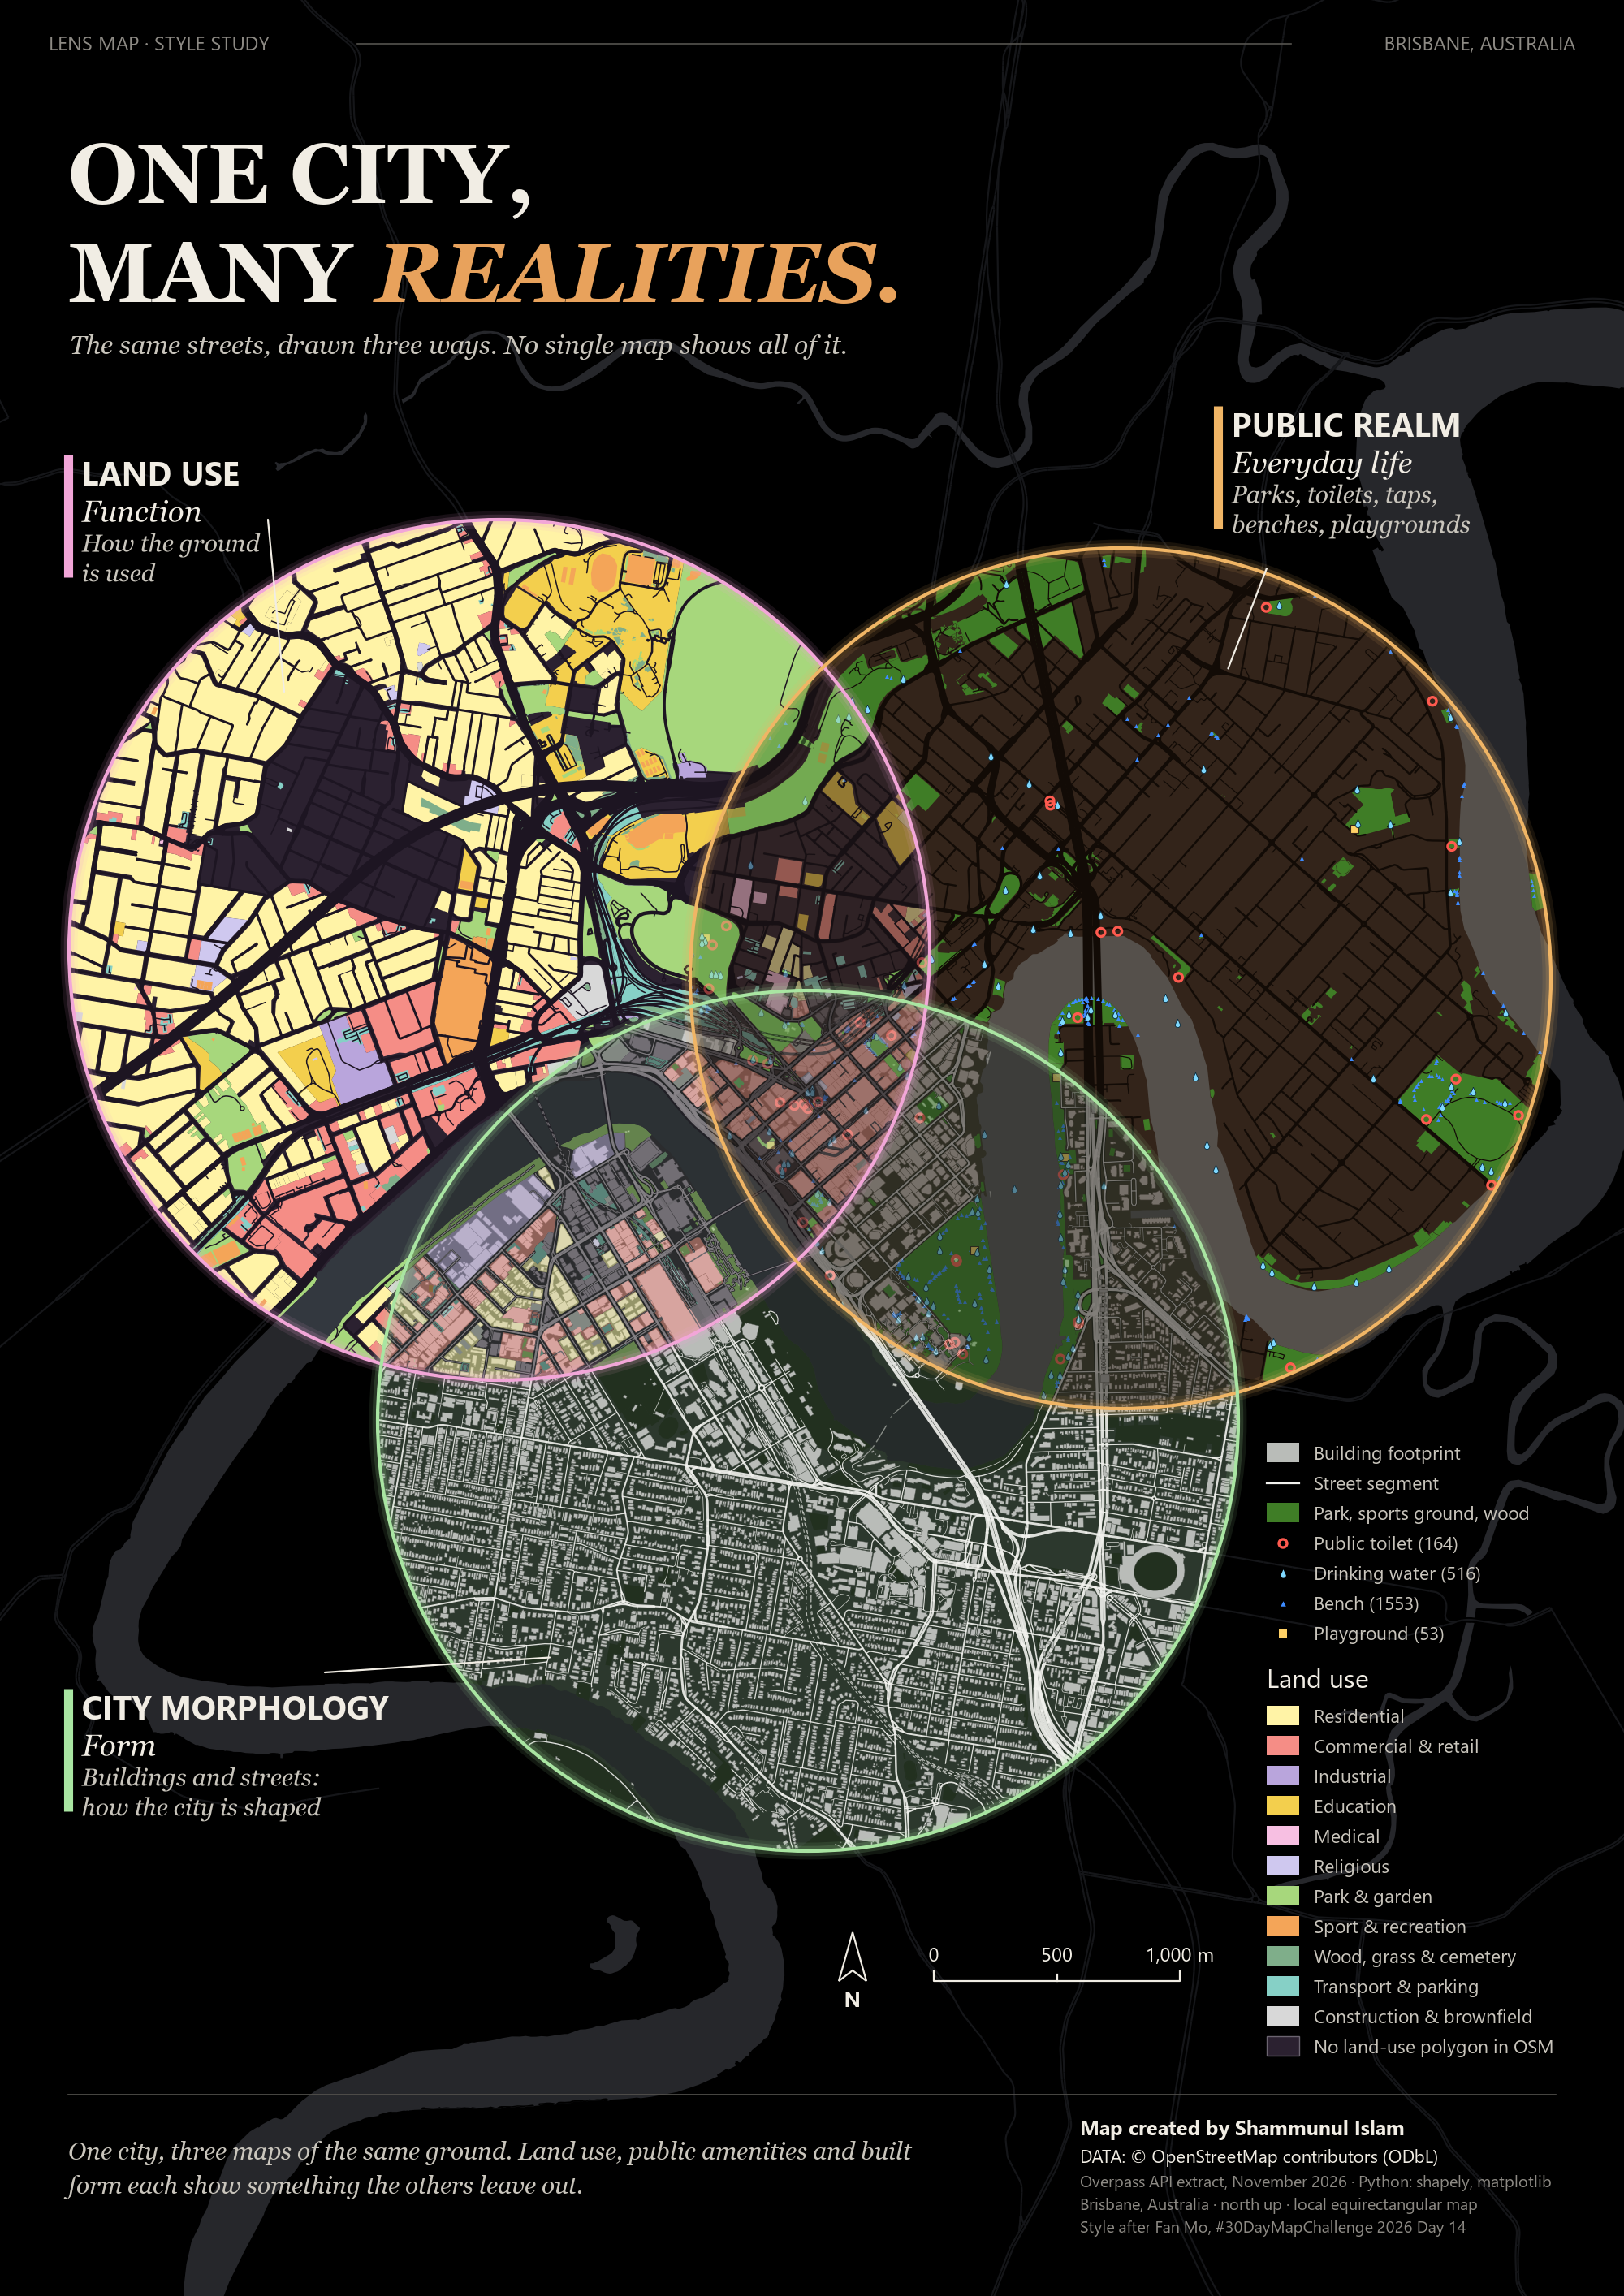 LENS MAP · STYLE STUDY
BRISBANE, AUSTRALIA
ONE CITY,
MANY REALITIES.
The same streets, drawn three ways. No single map shows all of it.
PUBLIC REALM
Everyday life
Parks, toilets, taps,
benches, playgrounds
LAND USE
Function
How the ground
is used
Building footprint
Street segment
Park, sports ground, wood
Public toilet (164)
Drinking water (516)
Bench (1553)
Playground (53)
Land use
Residential
Commercial & retail
Industrial
Education
Medical
Religious
Park & garden
Sport & recreation
Wood, grass & cemetery
Transport & parking
Construction & brownfield
No land-use polygon in OSM
CITY MORPHOLOGY
Form
Buildings and streets:
how the city is shaped
0 500 1,000 m
N
One city, three maps of the same ground. Land use, public amenities and built
form each show something the others leave out.
Map created by Shammunul Islam
DATA: © OpenStreetMap contributors (ODbL)
Overpass API extract, November 2026 · Python: shapely, matplotlib
Brisbane, Australia · north up · local equirectangular map
Style after Fan Mo, #30DayMapChallenge 2026 Day 14